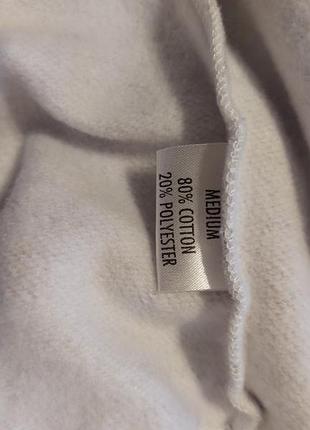 MEDIUM
80% COTTON
20% POLYESTER